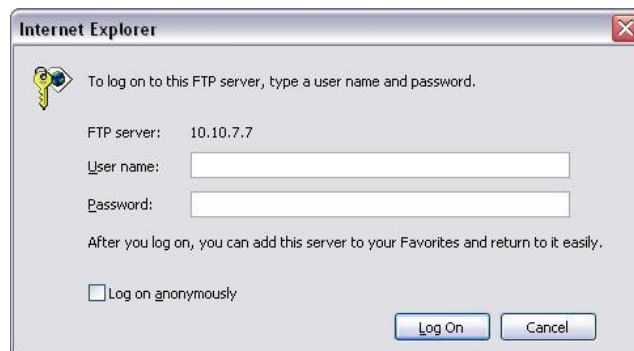 Internet Explorer
To log on to this FTP server, type a user name and password.
FTP server: 10.10.7.7
User name:
Password:
After you log on, you can add this server to your Favorites and return to it easily.
Log on anonymously
Log On Cancel